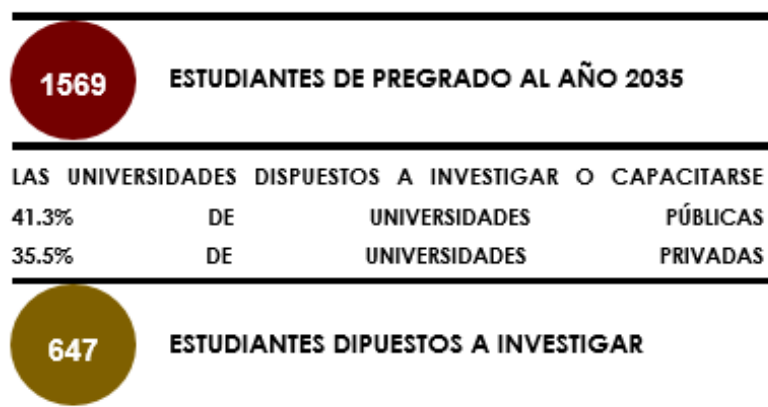 1569
ESTUDIANTES DE PREGRADO AL AÑO 2035
LAS UNIVERSIDADES DISPUESTOS A INVESTIGAR O CAPACITARSE
41.3% DE UNIVERSIDADES PÚBLICAS
35.5% DE UNIVERSIDADES PRIVADAS
647
ESTUDIANTES DIPUESTOS A INVESTIGAR